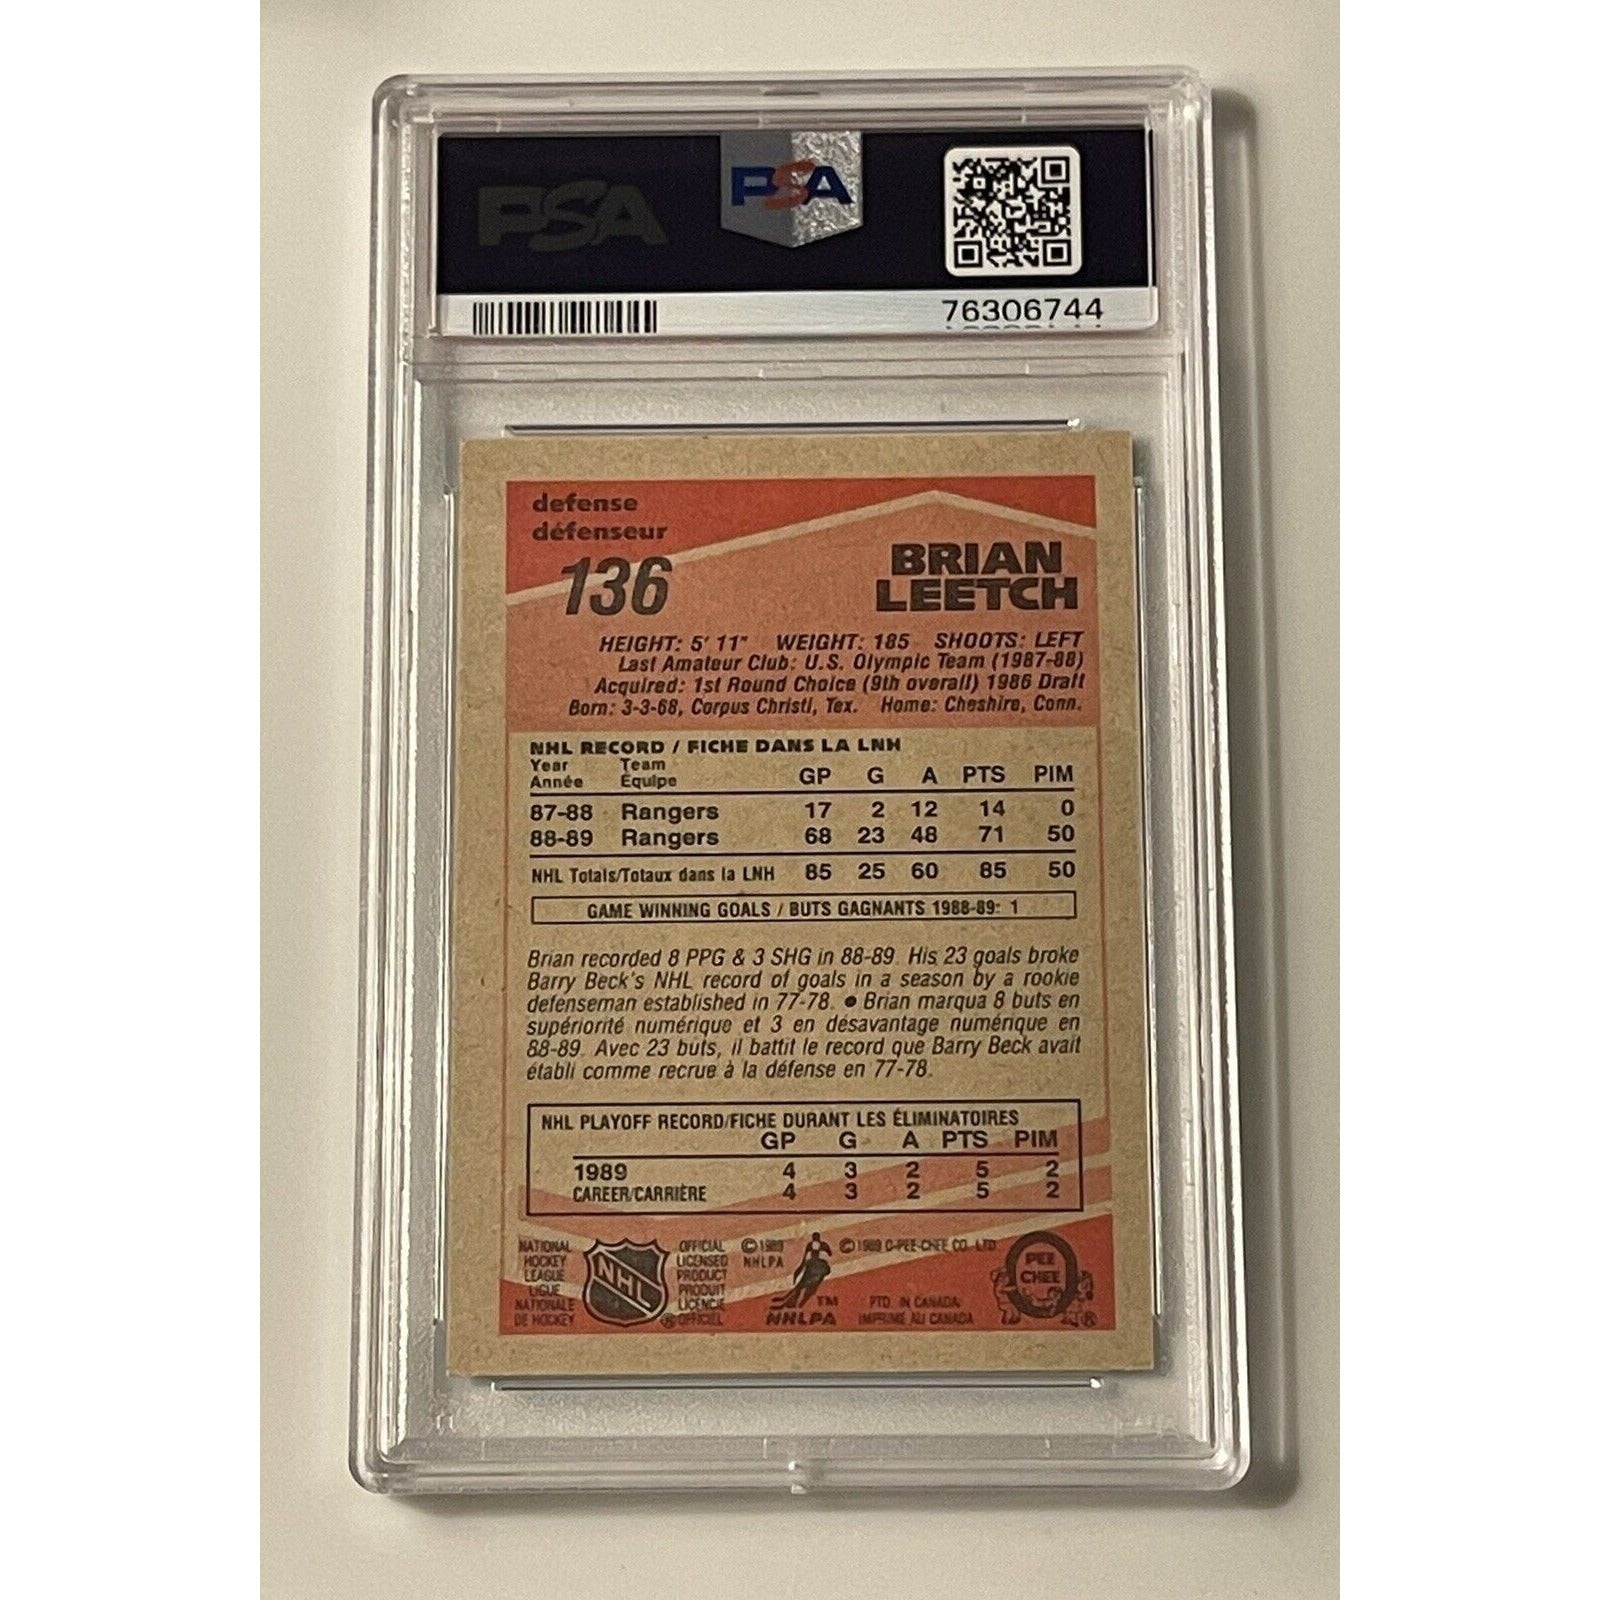 PSA
PSA
76306744
defense
défenseur
136
BRIAN
LEETCH
HEIGHT: 5' 11" WEIGHT: 185 SHOOTS: LEFT
Last Amateur Club: U.S. Olympic Team (1987-88)
Acquired: 1st Round Choice (9th overall) 1986 Draft
Born: 3-3-68, Corpus Christi, Tex. Home: Cheshire, Conn.
NHL RECORD / FICHE DANS LA LNH
Year Team
Année Équipe GP G A PTS PIM
87-88 Rangers 17 2 12 14 0
88-89 Rangers 68 23 48 71 50
NHL Totals/Totaux dans la LNH 85 25 60 85 50
GAME WINNING GOALS / BUTS GAGNANTS 1988-89: 1
Brian recorded 8 PPG & 3 SHG in 88-89. His 23 goals broke
Barry Beck's NHL record of goals in a season by a rookie
defenseman established in 77-78. ● Brian marqua 8 buts en
supériorité numérique et 3 en désavantage numérique en
88-89. Avec 23 buts, il battit le record que Barry Beck avait
établi comme recrue à la défense en 77-78.
NHL PLAYOFF RECORD/FICHE DURANT LES ÉLIMINATOIRES
GP G A PTS PIM
1989 4 3 2 5 2
CAREER/CARRIÈRE 4 3 2 5 2
NATIONAL
HOCKEY
LEAGUE
LIGUE
NATIONALE
DE HOCKEY
NHL
®
OFFICIAL
LICENSED
PRODUCT
PRODUIT
LICENCIÉ
OFFICIEL
© 1989
NHLPA
TM
NHLPA
© 1989 O-PEE-CHEE CO. LTD.
PTD. IN CANADA/
IMPRIMÉ AU CANADA
PEE
CHEE
®